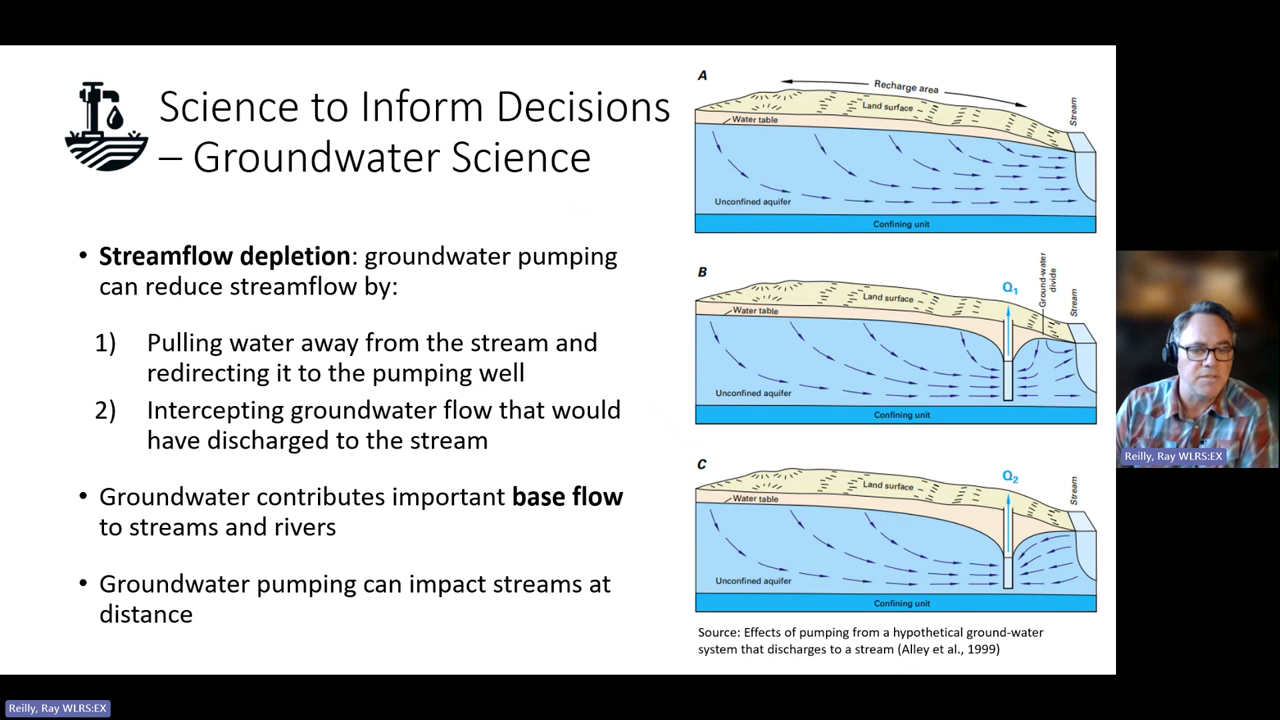 Science to Inform Decisions
– Groundwater Science
• Streamflow depletion: groundwater pumping
can reduce streamflow by:
1) Pulling water away from the stream and
redirecting it to the pumping well
2) Intercepting groundwater flow that would
have discharged to the stream
• Groundwater contributes important base flow
to streams and rivers
• Groundwater pumping can impact streams at
distance
A
Recharge area
Land surface
Water table
Stream
Unconfined aquifer
Confining unit
B
Q1
Ground-water
divide
Stream
Land surface
Water table
Unconfined aquifer
Confining unit
C
Q2
Stream
Land surface
Water table
Unconfined aquifer
Confining unit
Source: Effects of pumping from a hypothetical ground-water
system that discharges to a stream (Alley et al., 1999)
Reilly, Ray WLRS:EX
Reilly, Ray WLRS:EX